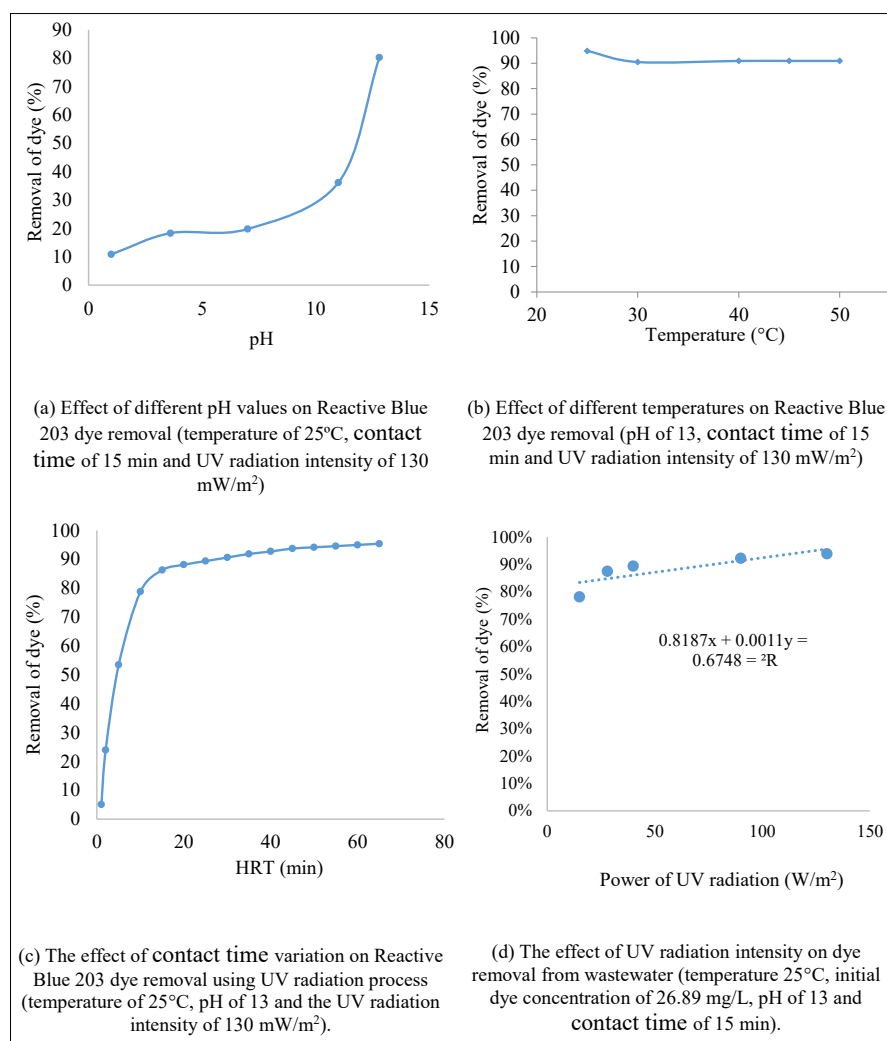 90
80
70
60
50
40
30
20
10
0
Removal of dye (%)
0
5
10
15
pH
(a) Effect of different pH values on Reactive Blue
203 dye removal (temperature of 25ºC, contact
time of 15 min and UV radiation intensity of 130
mW/m²)
100
90
80
70
60
50
40
30
20
10
0
Removal of dye (%)
20
30
40
50
Temperature (°C)
(b) Effect of different temperatures on Reactive Blue
203 dye removal (pH of 13, contact time of 15
min and UV radiation intensity of 130 mW/m²)
100
90
80
70
60
50
40
30
20
10
0
Removal of dye (%)
0
20
40
60
80
HRT (min)
(c) The effect of contact time variation on Reactive
Blue 203 dye removal using UV radiation process
(temperature of 25°C, pH of 13 and the UV radiation
intensity of 130 mW/m²).
100%
90%
80%
70%
60%
50%
40%
30%
20%
10%
0%
Removal of dye (%)
0.8187x + 0.0011y =
0.6748 = ²R
0
50
100
150
Power of UV radiation (W/m²)
(d) The effect of UV radiation intensity on dye
removal from wastewater (temperature 25°C, initial
dye concentration of 26.89 mg/L, pH of 13 and
contact time of 15 min).